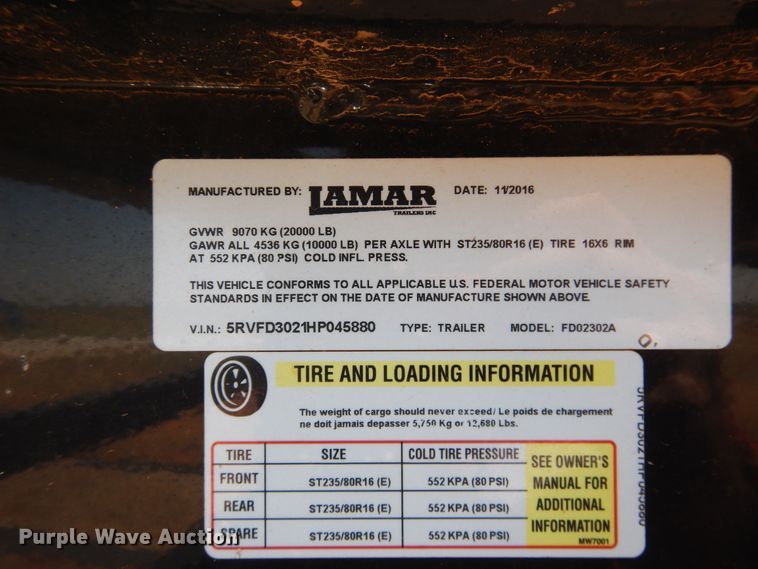 MANUFACTURED BY: LAMAR TRAILERS INC DATE: 11/2016
GVWR 9070 KG (20000 LB)
GAWR ALL 4536 KG (10000 LB) PER AXLE WITH ST235/80R16 (E) TIRE 16X6 RIM
AT 552 KPA (80 PSI) COLD INFL. PRESS.
THIS VEHICLE CONFORMS TO ALL APPLICABLE U.S. FEDERAL MOTOR VEHICLE SAFETY
STANDARDS IN EFFECT ON THE DATE OF MANUFACTURE SHOWN ABOVE.
V.I.N.: 5RVFD3021HP045880 TYPE: TRAILER MODEL: FD02302A
TIRE AND LOADING INFORMATION
The weight of cargo should never exceed/ Le poids de chargement
ne doit jamais depasser 5,750 Kg or 12,680 Lbs.
TIRE SIZE COLD TIRE PRESSURE
FRONT ST235/80R16 (E) 552 KPA (80 PSI)
REAR ST235/80R16 (E) 552 KPA (80 PSI)
SPARE ST235/80R16 (E) 552 KPA (80 PSI)
SEE OWNER'S
MANUAL FOR
ADDITIONAL
INFORMATION
MW7001
5RVFD3021HP045880
Purple Wave Auction